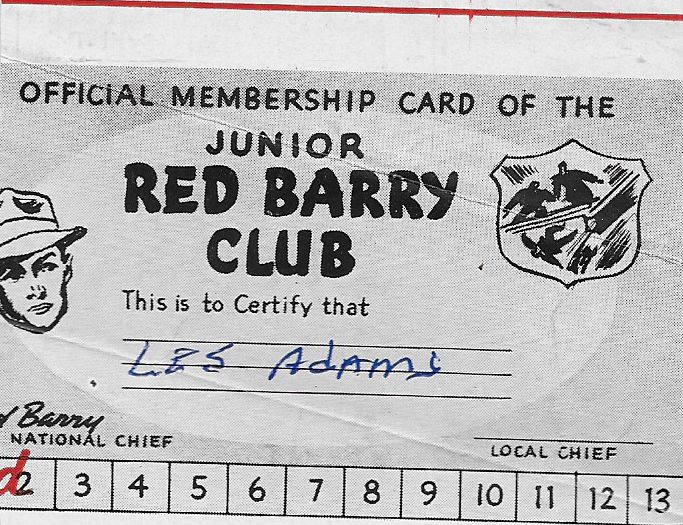 OFFICIAL MEMBERSHIP CARD OF THE
JUNIOR
RED BARRY
CLUB
This is to Certify that
LES AdAMS
Barry
NATIONAL CHIEF
LOCAL CHIEF
2 3 4 5 6 7 8 9 10 11 12 13